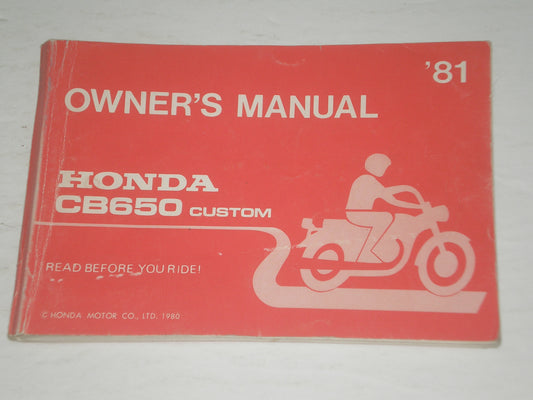 '81
OWNER'S MANUAL
HONDA
CB650 CUSTOM
READ BEFORE YOU RIDE!
© HONDA MOTOR CO., LTD. 1980